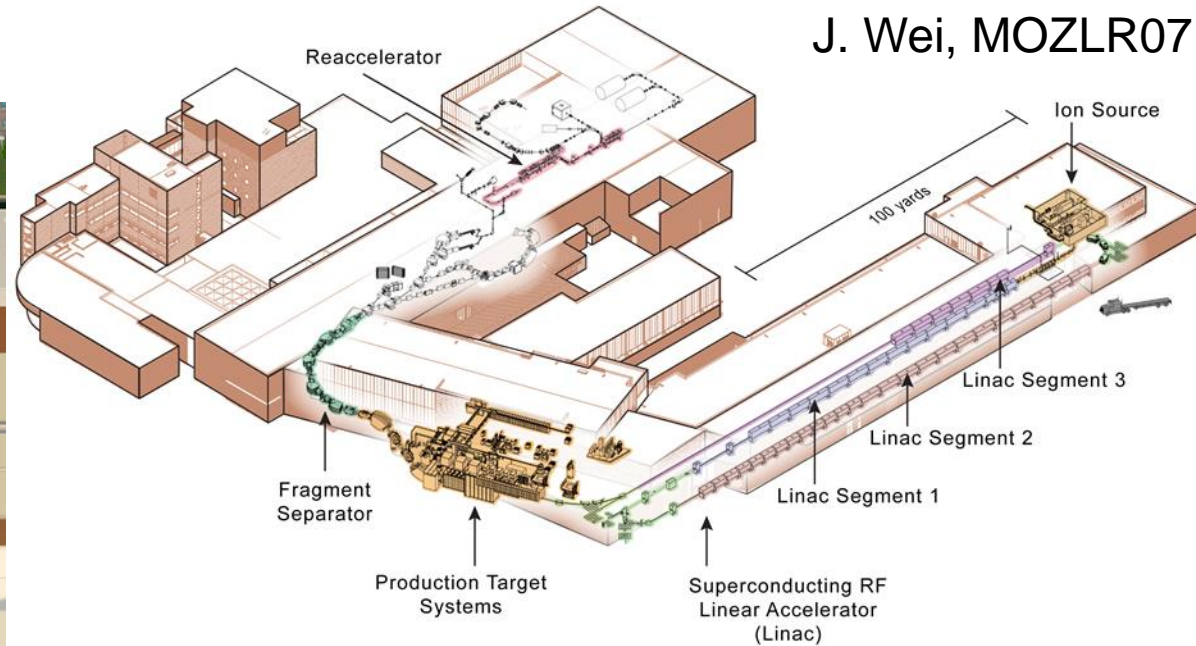 J. Wei, MOZLR07
Reaccelerator
Ion Source
100 yards
Linac Segment 3
Linac Segment 2
Linac Segment 1
Fragment
Separator
Production Target
Systems
Superconducting RF
Linear Accelerator
(Linac)